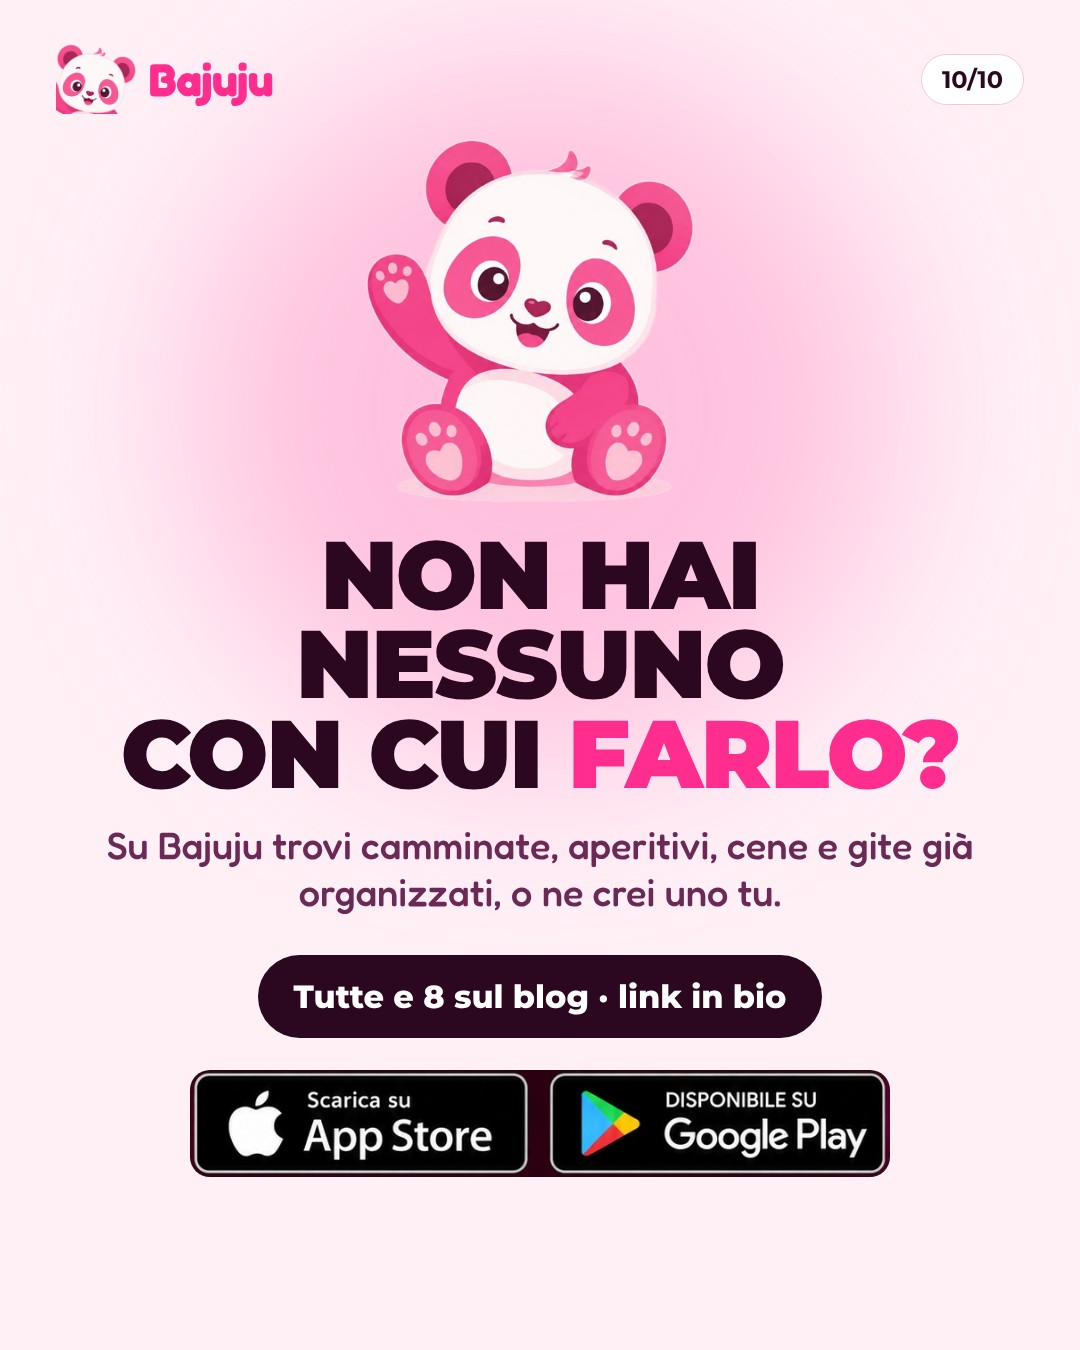 Bajuju
10/10
NON HAI
NESSUNO
CON CUI FARLO?
Su Bajuju trovi camminate, aperitivi, cene e gite già
organizzati, o ne crei uno tu.
Tutte e 8 sul blog · link in bio
Scarica su
App Store
DISPONIBILE SU
Google Play